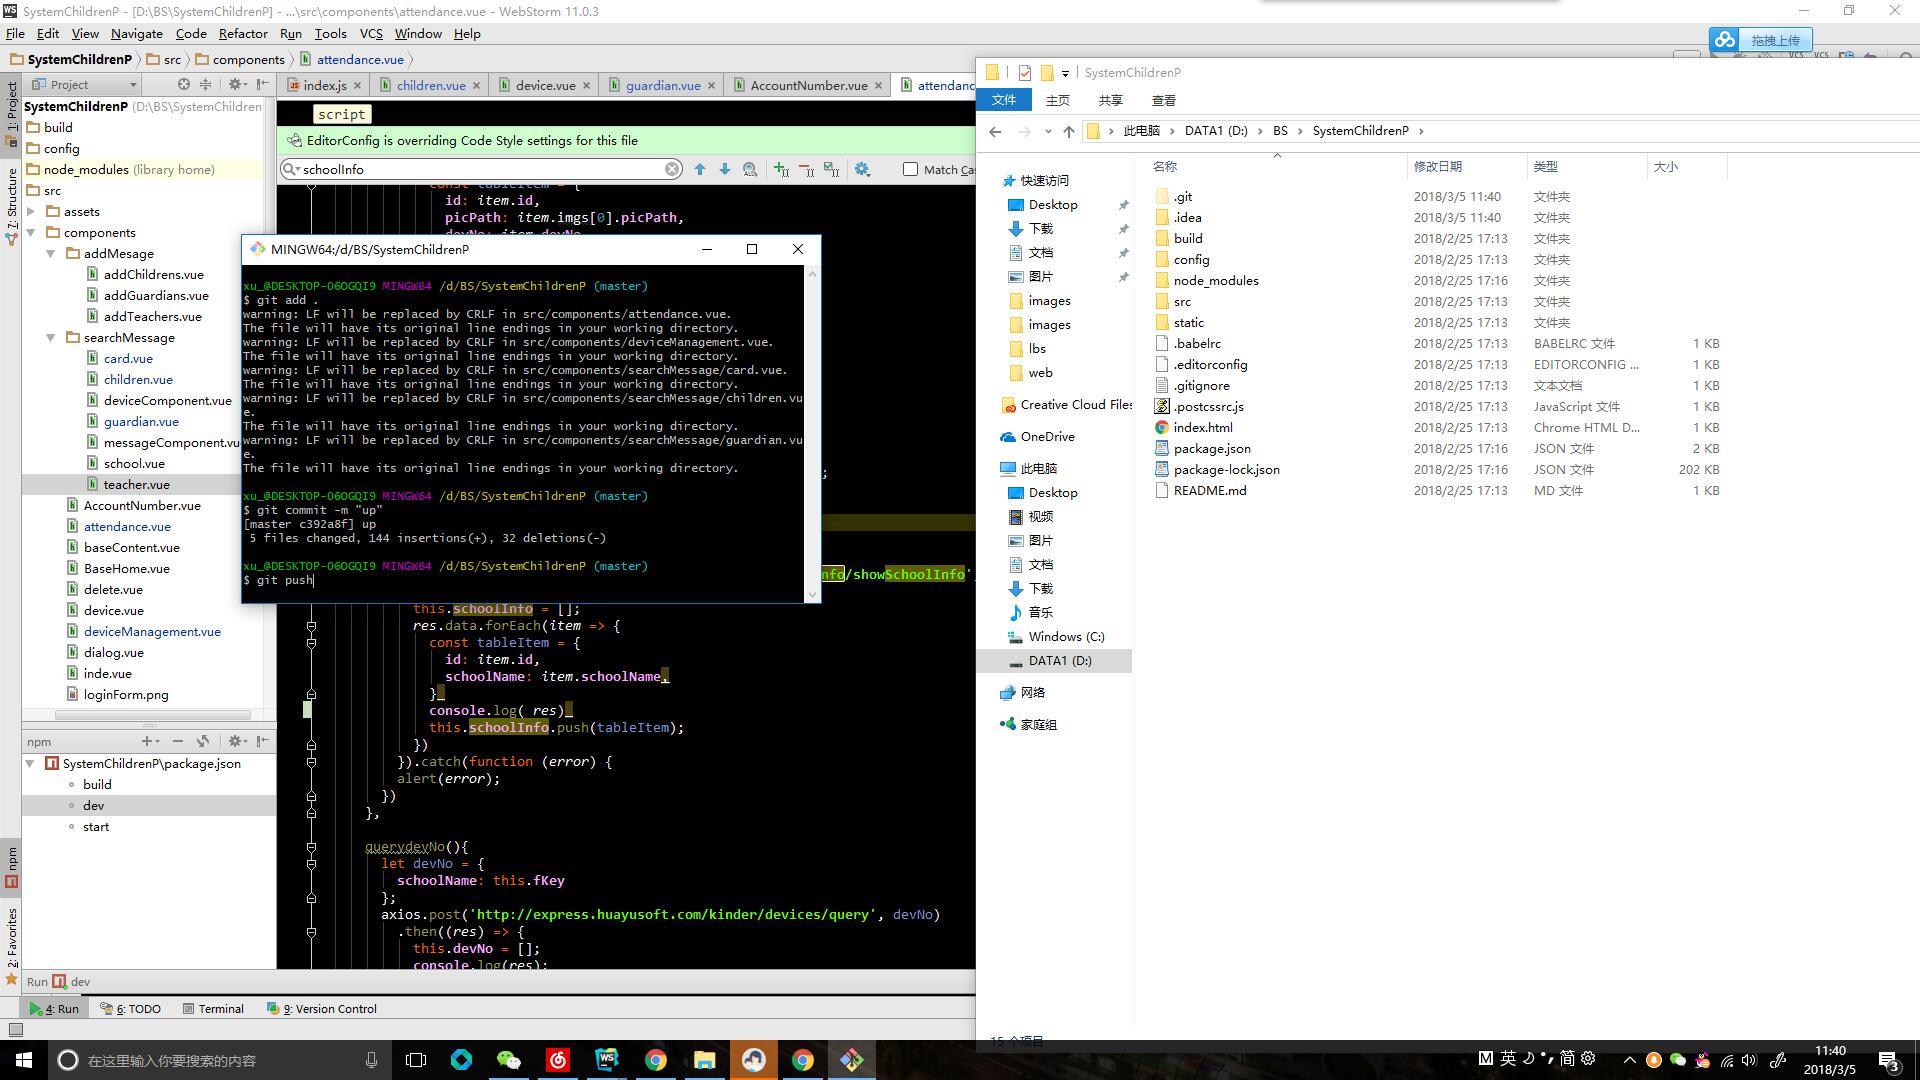 SystemChildrenP - [D:\BS\SystemChildrenP] - ...\src\components\attendance.vue - WebStorm 11.0.3
File Edit View Navigate Code Refactor Run Tools VCS Window Help
SystemChildrenP src components attendance.vue
拖拽上传
1: Project
7: Structure
npm
2: Favorites
Project
SystemChildrenP (D:\BS\SystemChildren
build
config
node_modules (library home)
src
assets
components
addMesage
addChildrens.vue
addGuardians.vue
addTeachers.vue
searchMessage
card.vue
children.vue
deviceComponent.vue
guardian.vue
messageComponent.vu
school.vue
teacher.vue
AccountNumber.vue
attendance.vue
baseContent.vue
BaseHome.vue
delete.vue
device.vue
deviceManagement.vue
dialog.vue
inde.vue
loginForm.png
npm
SystemChildrenP\package.json
build
dev
start
Run dev
4: Run 6: TODO Terminal 9: Version Control
index.js children.vue device.vue guardian.vue AccountNumber.vue attendanc
script
EditorConfig is overriding Code Style settings for this file
schoolInfo Match Ca
id: item.id,
picPath: item.imgs[0].picPath,
MINGW64:/d/BS/SystemChildrenP
xu_@DESKTOP-O6OGQI9 MINGW64 /d/BS/SystemChildrenP (master)
$ git add .
warning: LF will be replaced by CRLF in src/components/attendance.vue.
The file will have its original line endings in your working directory.
warning: LF will be replaced by CRLF in src/components/deviceManagement.vue.
The file will have its original line endings in your working directory.
warning: LF will be replaced by CRLF in src/components/searchMessage/card.vue.
The file will have its original line endings in your working directory.
warning: LF will be replaced by CRLF in src/components/searchMessage/children.vu
e.
The file will have its original line endings in your working directory.
warning: LF will be replaced by CRLF in src/components/searchMessage/guardian.vu
e.
The file will have its original line endings in your working directory.
xu_@DESKTOP-O6OGQI9 MINGW64 /d/BS/SystemChildrenP (master)
$ git commit -m "up"
[master c392a8f] up
5 files changed, 144 insertions(+), 32 deletions(-)
xu_@DESKTOP-O6OGQI9 MINGW64 /d/BS/SystemChildrenP (master)
$ git push
;
nfo/showSchoolInfo'
this.schoolInfo = [];
res.data.forEach(item => {
const tableItem = {
id: item.id,
schoolName: item.schoolName,
}
console.log( res)
this.schoolInfo.push(tableItem);
})
}).catch(function (error) {
alert(error);
})
},
querydevNo(){
let devNo = {
schoolName: this.fKey
};
axios.post('http://express.huayusoft.com/kinder/devices/query', devNo)
.then((res) => {
this.devNo = [];
console.log(res);
SystemChildrenP
文件 主页 共享 查看
此电脑 DATA1 (D:) BS SystemChildrenP
快速访问
Desktop
下载
文档
图片
images
images
lbs
web
Creative Cloud Files
OneDrive
此电脑
Desktop
视频
图片
文档
下载
音乐
Windows (C:)
DATA1 (D:)
网络
家庭组
名称 修改日期 类型 大小
.git 2018/3/5 11:40 文件夹
.idea 2018/3/5 11:40 文件夹
build 2018/2/25 17:13 文件夹
config 2018/2/25 17:13 文件夹
node_modules 2018/2/25 17:16 文件夹
src 2018/2/25 17:13 文件夹
static 2018/2/25 17:13 文件夹
.babelrc 2018/2/25 17:13 BABELRC 文件 1 KB
.editorconfig 2018/2/25 17:13 EDITORCONFIG ... 1 KB
.gitignore 2018/2/25 17:13 文本文档 1 KB
.postcssrc.js 2018/2/25 17:13 JavaScript 文件 1 KB
index.html 2018/2/25 17:13 Chrome HTML D... 1 KB
package.json 2018/2/25 17:16 JSON 文件 2 KB
package-lock.json 2018/2/25 17:16 JSON 文件 202 KB
README.md 2018/2/25 17:13 MD 文件 1 KB
15 个项目
在这里输入你要搜索的内容
M 英 简
11:40
2018/3/5
3